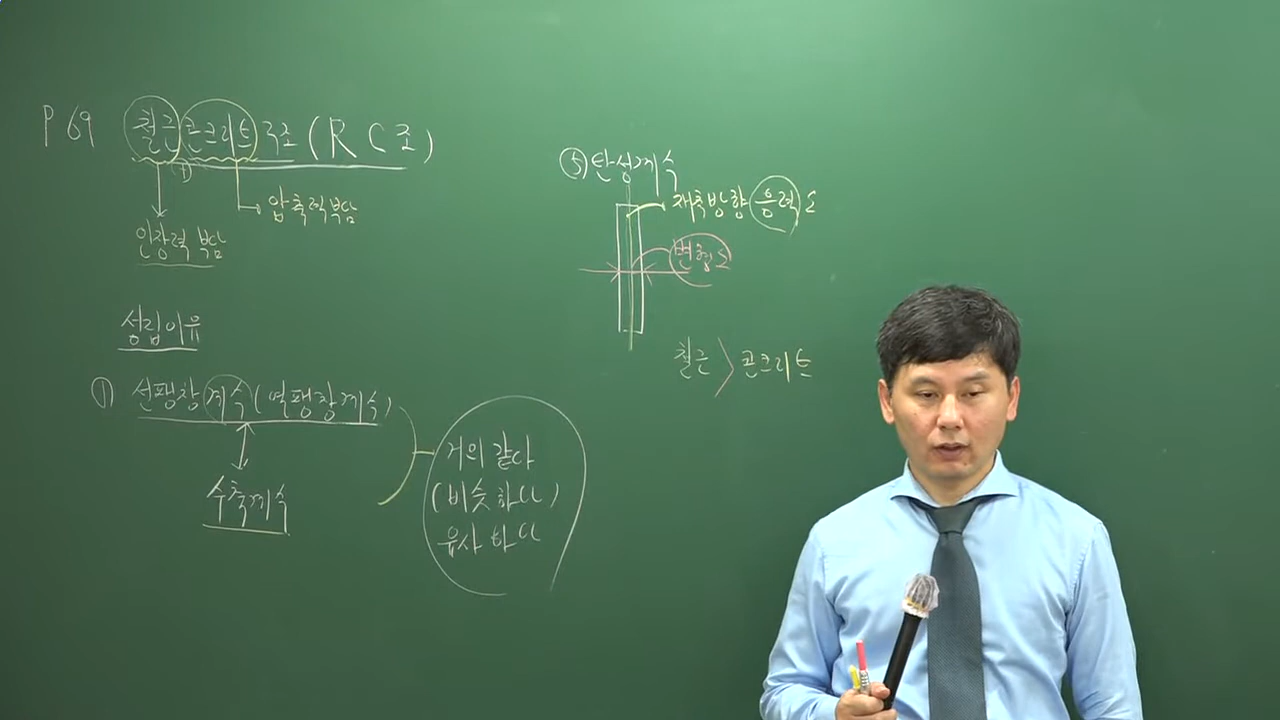 P 69 철근콘크리트 구조 (RC조)
①
압축력 부담
인장력 부담
성립이유
① 선팽창계수 (열팽창계수)
수축계수
거의 같다
(비슷하다)
유사하다
⑤ 탄성계수
재축방향 응력도
변형도
철근 > 콘크리트